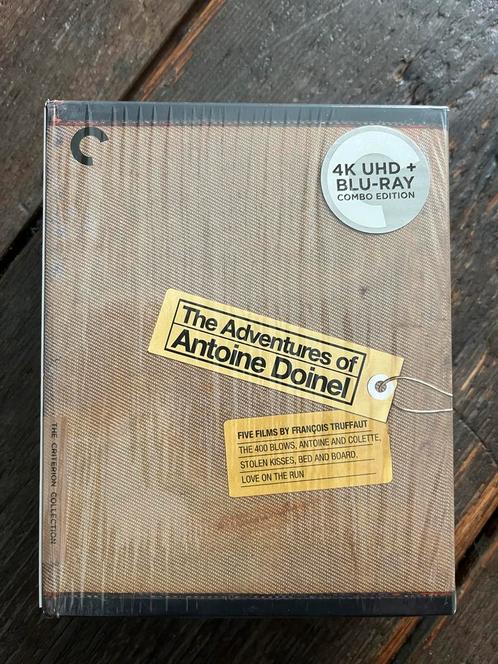 4K UHD +
BLU-RAY
COMBO EDITION
The Adventures of
Antoine Doinel
FIVE FILMS BY FRANÇOIS TRUFFAUT
THE 400 BLOWS, ANTOINE AND COLETTE,
STOLEN KISSES, BED AND BOARD,
LOVE ON THE RUN
THE CRITERION COLLECTION